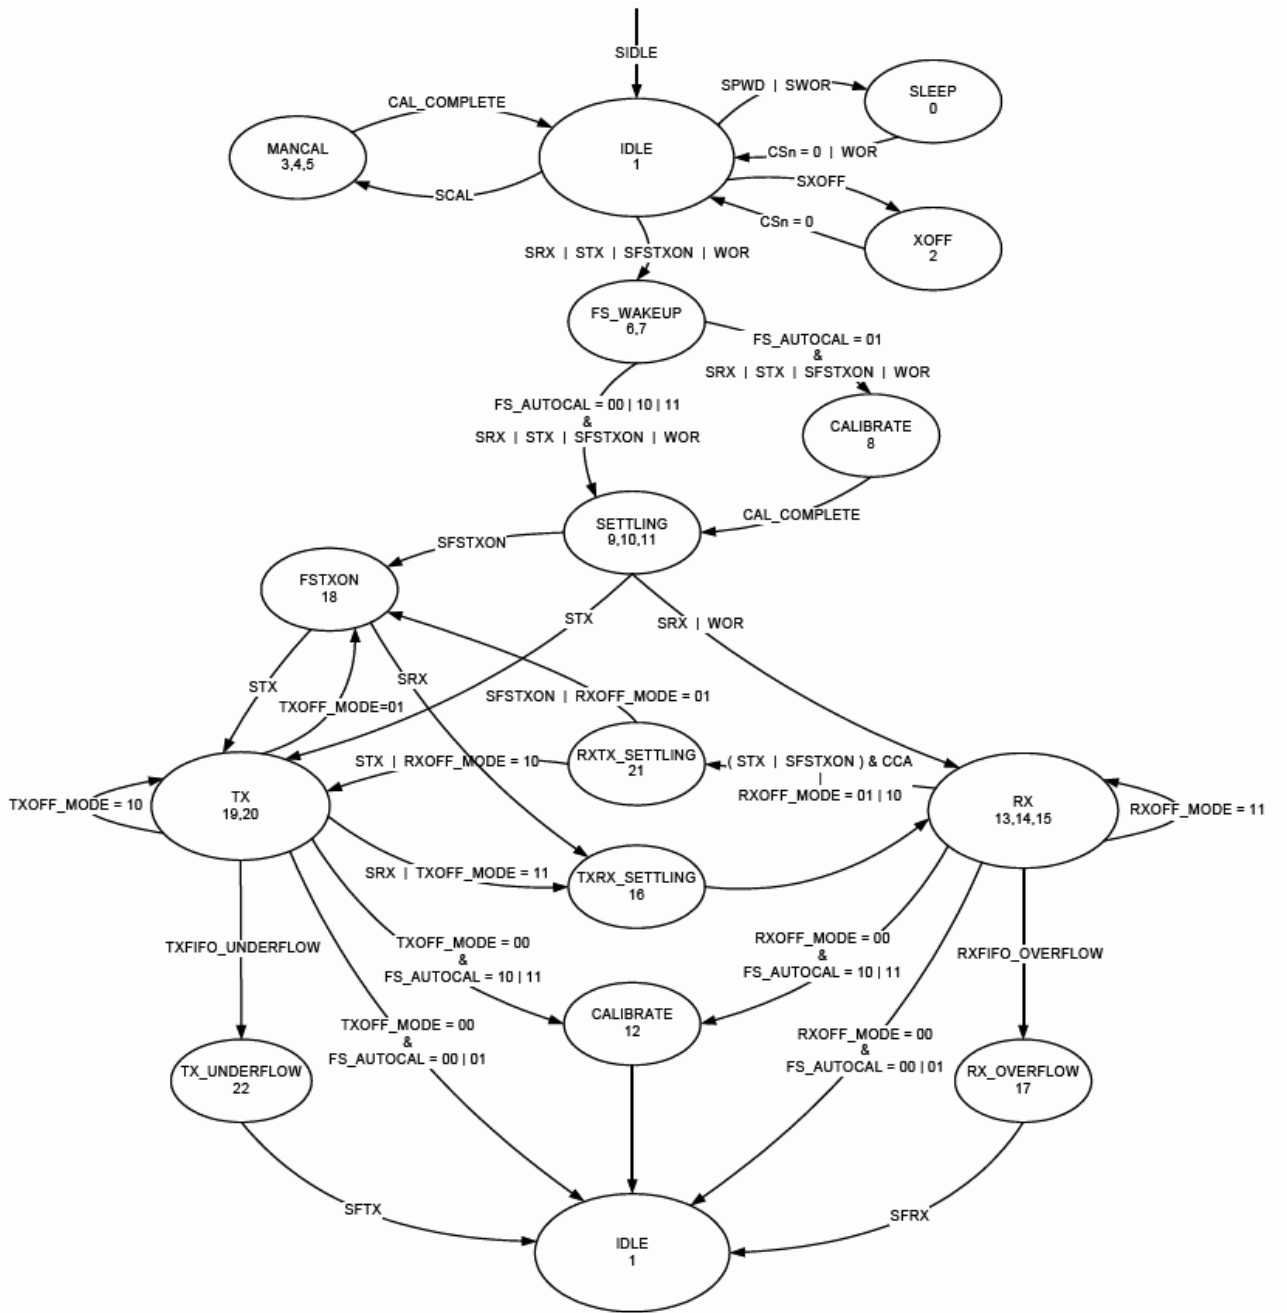 SIDLE
SPWD | SWOR
SLEEP
0
CAL_COMPLETE
MANCAL
3,4,5
IDLE
1
CSn = 0 | WOR
SCAL
SXOFF
CSn = 0
XOFF
2
SRX | STX | SFSTXON | WOR
FS_WAKEUP
6,7
FS_AUTOCAL = 01
&
SRX | STX | SFSTXON | WOR
FS_AUTOCAL = 00 | 10 | 11
&
SRX | STX | SFSTXON | WOR
CALIBRATE
8
CAL_COMPLETE
SETTLING
9,10,11
SFSTXON
FSTXON
18
STX
SRX | WOR
STX
SRX
TXOFF_MODE=01
SFSTXON | RXOFF_MODE = 01
RXTX_SETTLING
21
STX | RXOFF_MODE = 10
( STX | SFSTXON ) & CCA
|
RXOFF_MODE = 01 | 10
TXOFF_MODE = 10
TX
19,20
RX
13,14,15
RXOFF_MODE = 11
SRX | TXOFF_MODE = 11
TXRX_SETTLING
16
TXFIFO_UNDERFLOW
TXOFF_MODE = 00
&
FS_AUTOCAL = 10 | 11
RXOFF_MODE = 00
&
FS_AUTOCAL = 10 | 11
RXFIFO_OVERFLOW
CALIBRATE
12
TXOFF_MODE = 00
&
FS_AUTOCAL = 00 | 01
RXOFF_MODE = 00
&
FS_AUTOCAL = 00 | 01
TX_UNDERFLOW
22
RX_OVERFLOW
17
SFTX
SFRX
IDLE
1